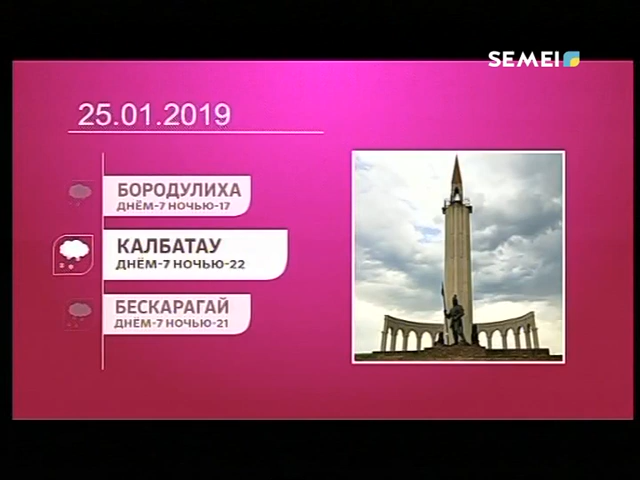 SEMEI
25.01.2019
БОРОДУЛИХА
ДНЁМ-7 НОЧЬЮ-17
КАЛБАТАУ
ДНЁМ-7 НОЧЬЮ-22
БЕСКАРАГАЙ
ДНЁМ-7 НОЧЬЮ-21